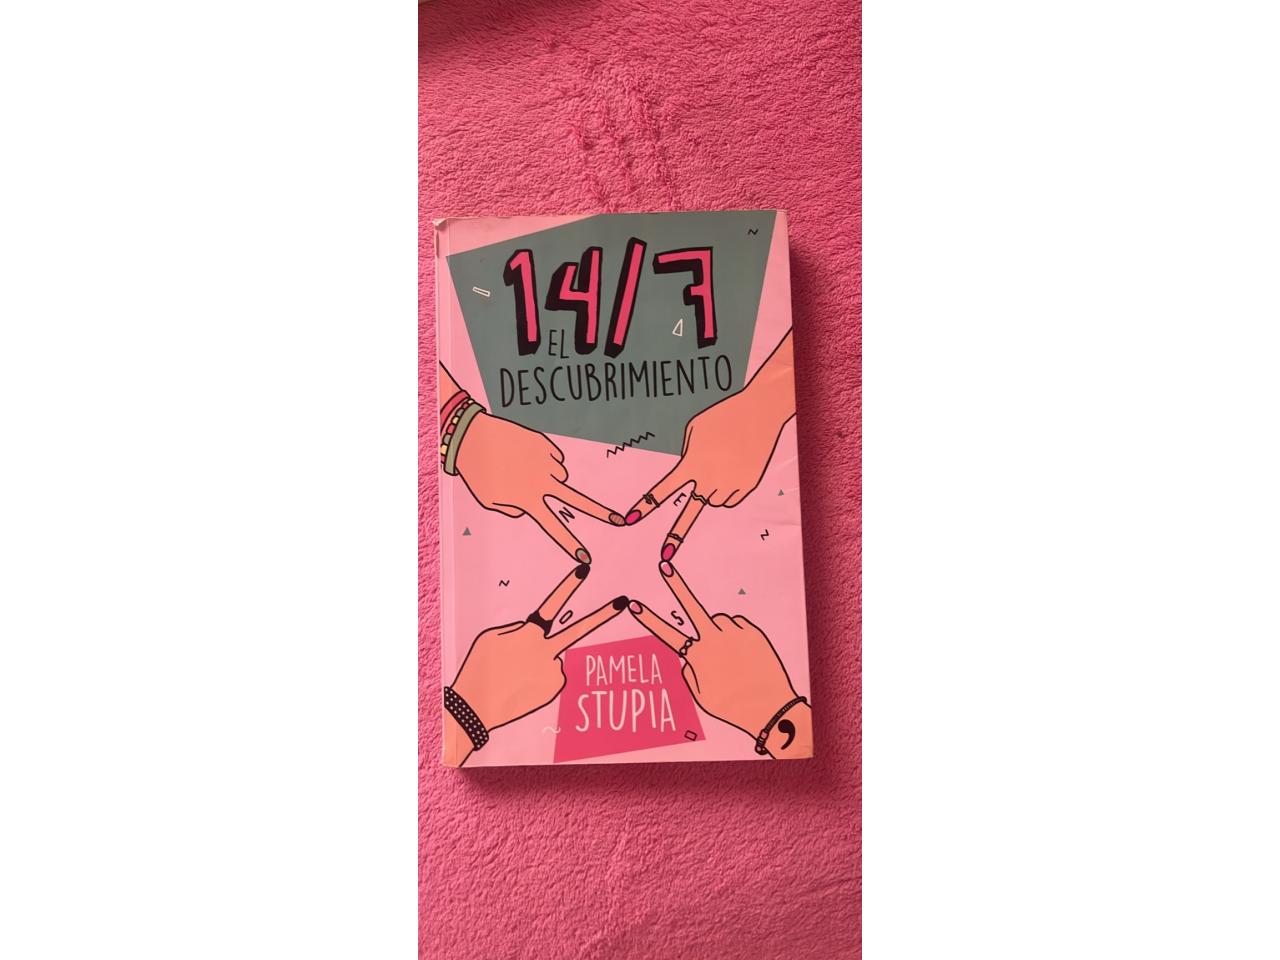 14/7
EL
DESCUBRIMIENTO
N
E
O
S
PAMELA
STUPIA